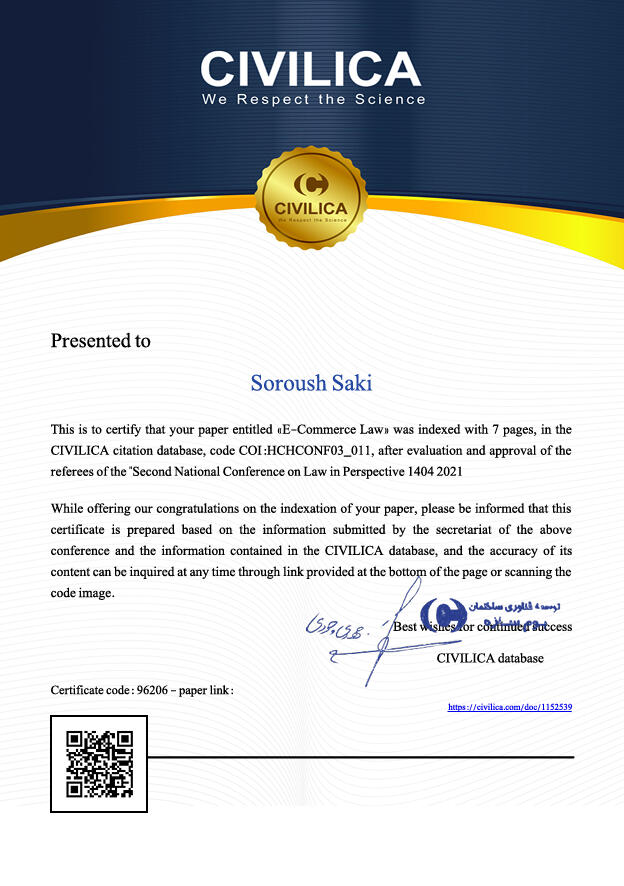 CIVILICA
We Respect the Science
CIVILICA
We Respect the Science
Presented to
Soroush Saki
This is to certify that your paper entitled «E-Commerce Law» was indexed with 7 pages, in the
CIVILICA citation database, code COI:HCHCONF03_011, after evaluation and approval of the
referees of the "Second National Conference on Law in Perspective 1404 2021
While offering our congratulations on the indexation of your paper, please be informed that this
certificate is prepared based on the information submitted by the secretariat of the above
conference and the information contained in the CIVILICA database, and the accuracy of its
content can be inquired at any time through link provided at the bottom of the page or scanning the
code image.
توسعه فناوری ساختمان
Best wishes for continued success
CIVILICA database
Certificate code : 96206 - paper link :
https://civilica.com/doc/1152539